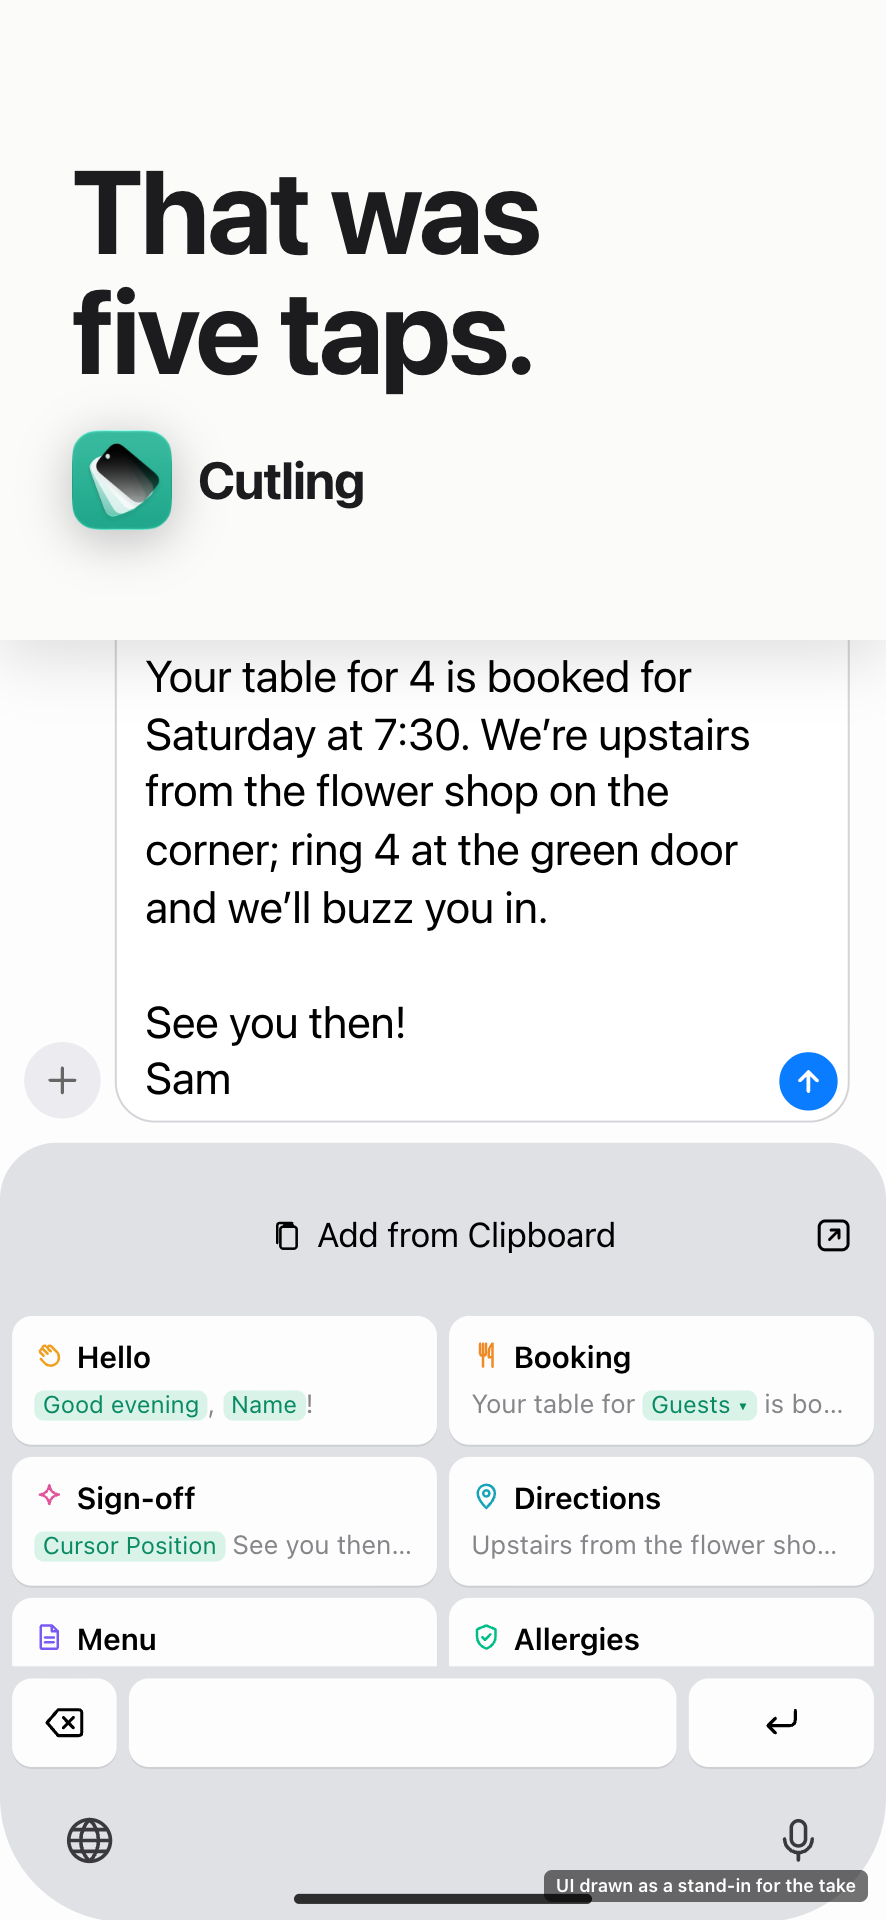 That was
five taps.
Cutling
Your table for 4 is booked for
Saturday at 7:30. We’re upstairs
from the flower shop on the
corner; ring 4 at the green door
and we’ll buzz you in.
See you then!
Sam
Add from Clipboard
Hello
Good evening, Name!
Booking
Your table for Guests ▾ is bo...
Sign-off
Cursor Position See you then...
Directions
Upstairs from the flower sho...
Menu
Allergies
UI drawn as a stand-in for the take